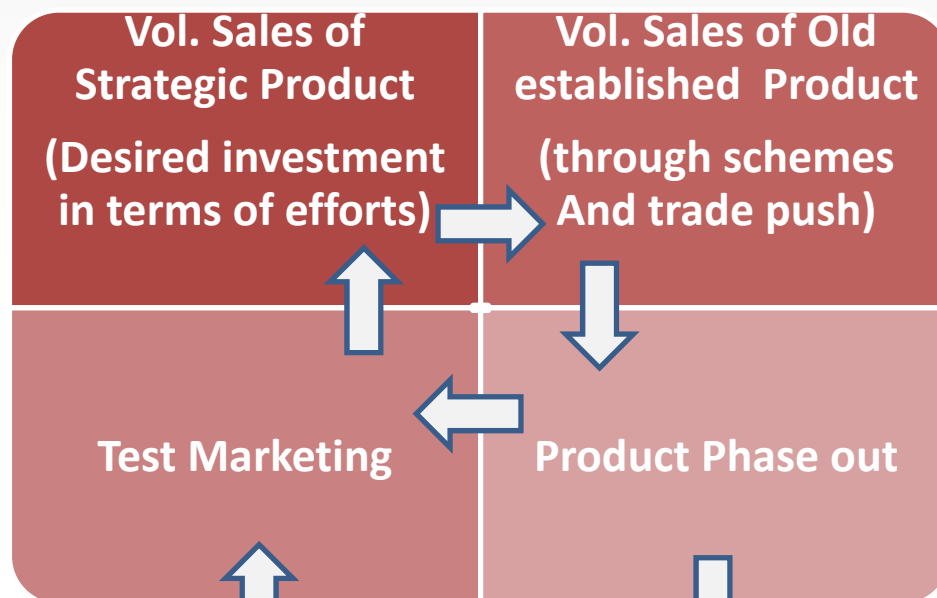 Vol. Sales of
Strategic Product
(Desired investment
in terms of efforts)
Vol. Sales of Old
established  Product
(through schemes
And trade push)
Test Marketing
Product Phase out